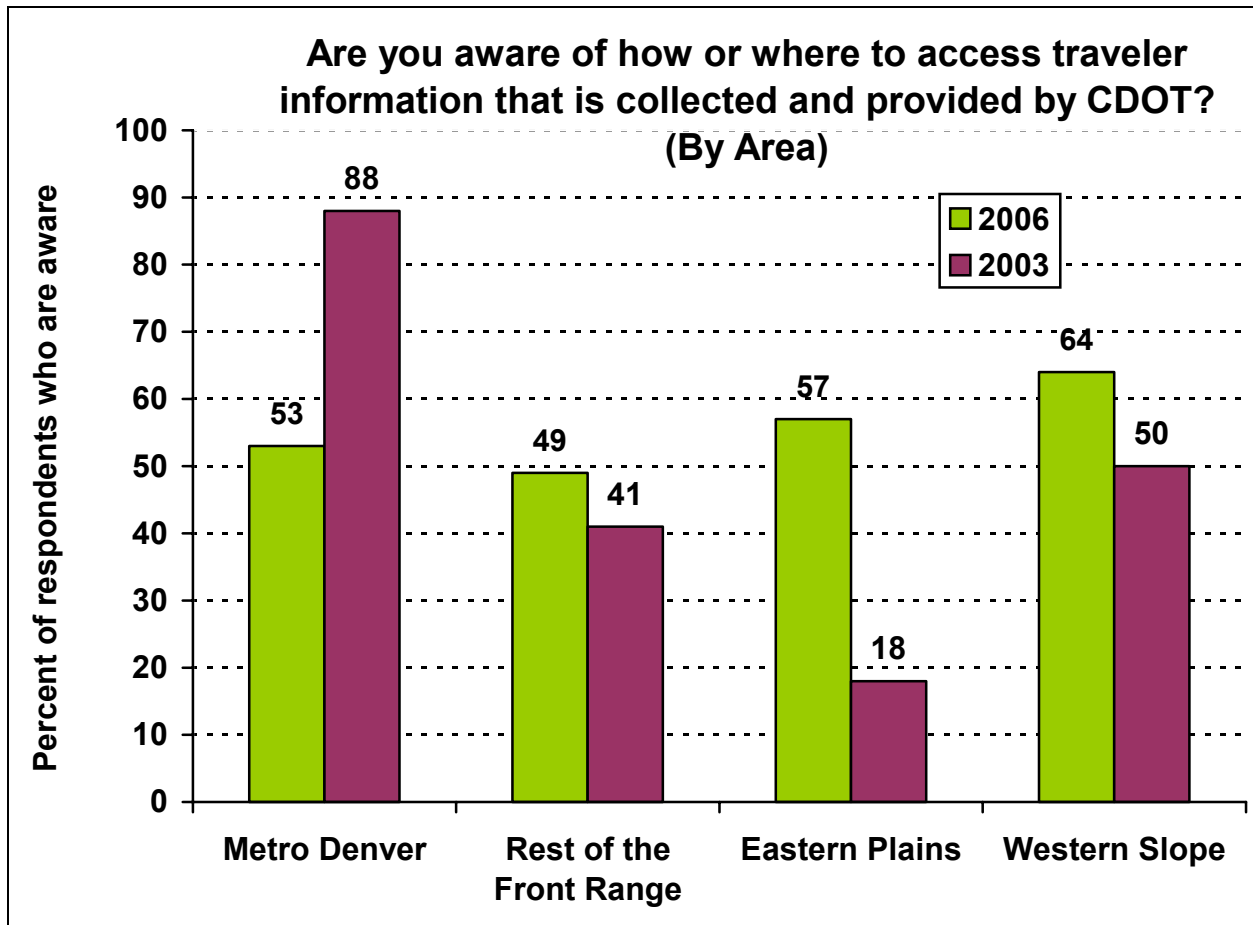 Are you aware of how or where to access traveler
information that is collected and provided by CDOT?
(By Area)
Percent of respondents who are aware
100
90
80
70
60
50
40
30
20
10
0
53
88
49
41
57
18
64
50
2006
2003
Metro Denver
Rest of the
Front Range
Eastern Plains
Western Slope